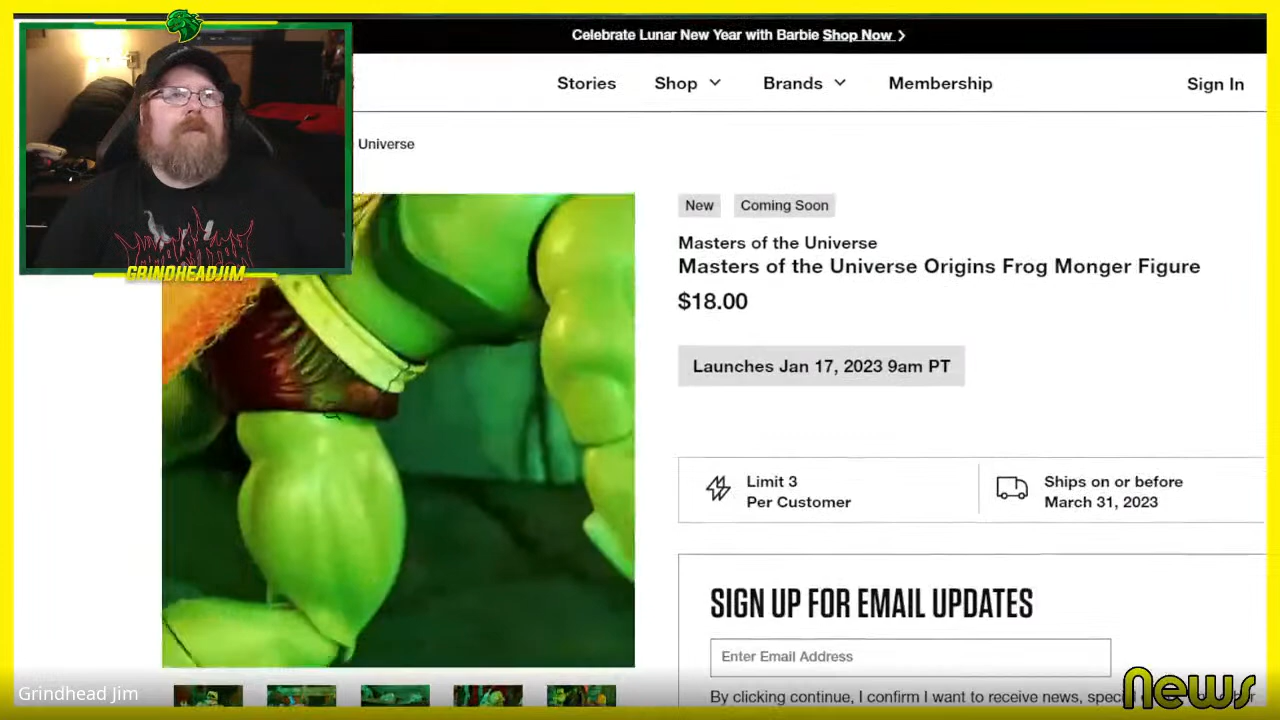 Celebrate Lunar New Year with Barbie Shop Now
Stories Shop Brands Membership Sign In
Universe
New Coming Soon
Masters of the Universe
Masters of the Universe Origins Frog Monger Figure
$18.00
Launches Jan 17, 2023 9am PT
Limit 3
Per Customer
Ships on or before
March 31, 2023
SIGN UP FOR EMAIL UPDATES
Enter Email Address
By clicking continue, I confirm I want to receive news,
GRINDHEADJIM
Grindhead Jim
News